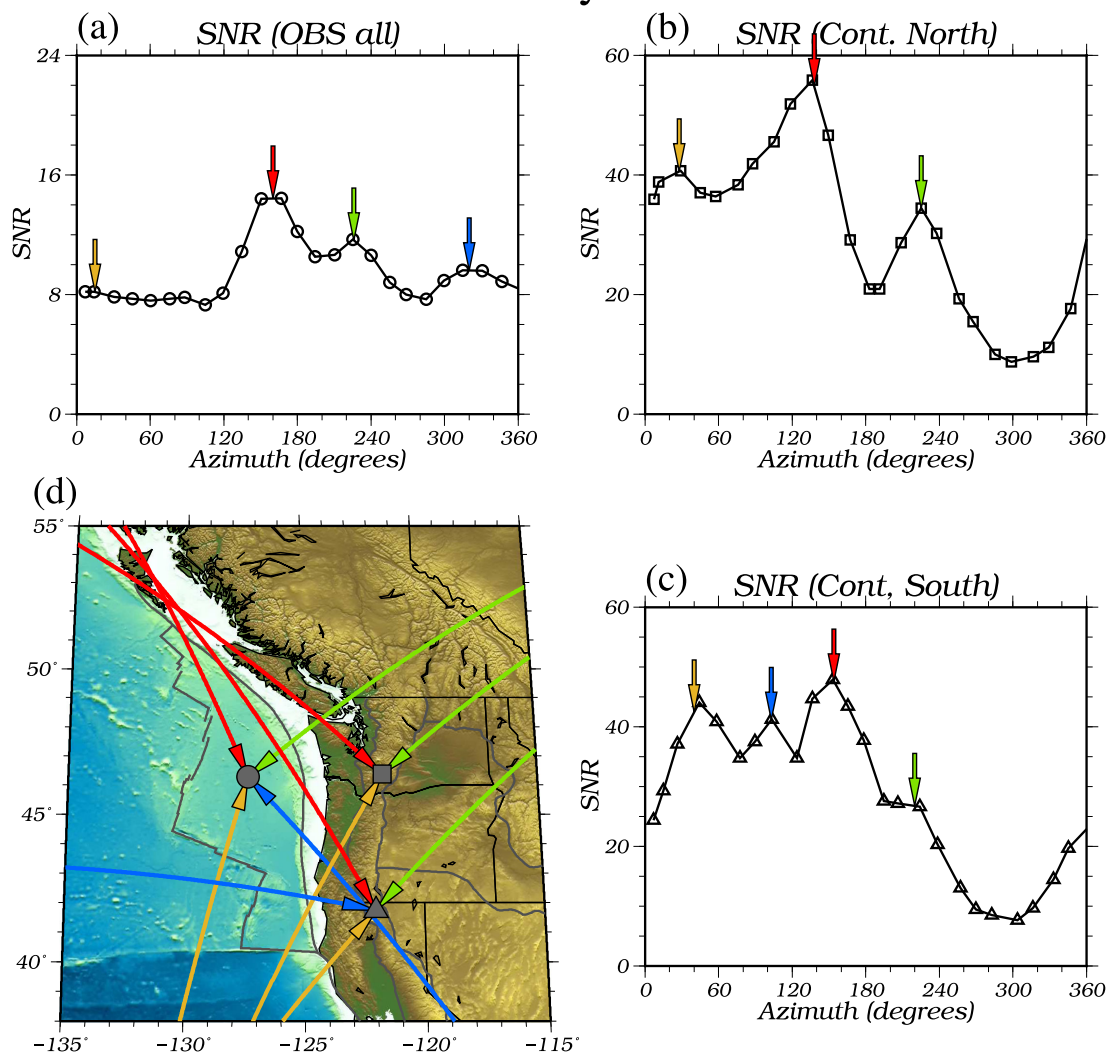 (a)
SNR (OBS all)
24
16
8
0
SNR
0 60 120 180 240 300 360
Azimuth (degrees)
(b)
SNR (Cont. North)
60
40
20
0
SNR
0 60 120 180 240 300 360
Azimuth (degrees)
(d)
55°
50°
45°
40°
−135° −130° −125° −120° −115°
(c)
SNR (Cont, South)
60
40
20
0
SNR
0 60 120 180 240 300 360
Azimuth (degrees)